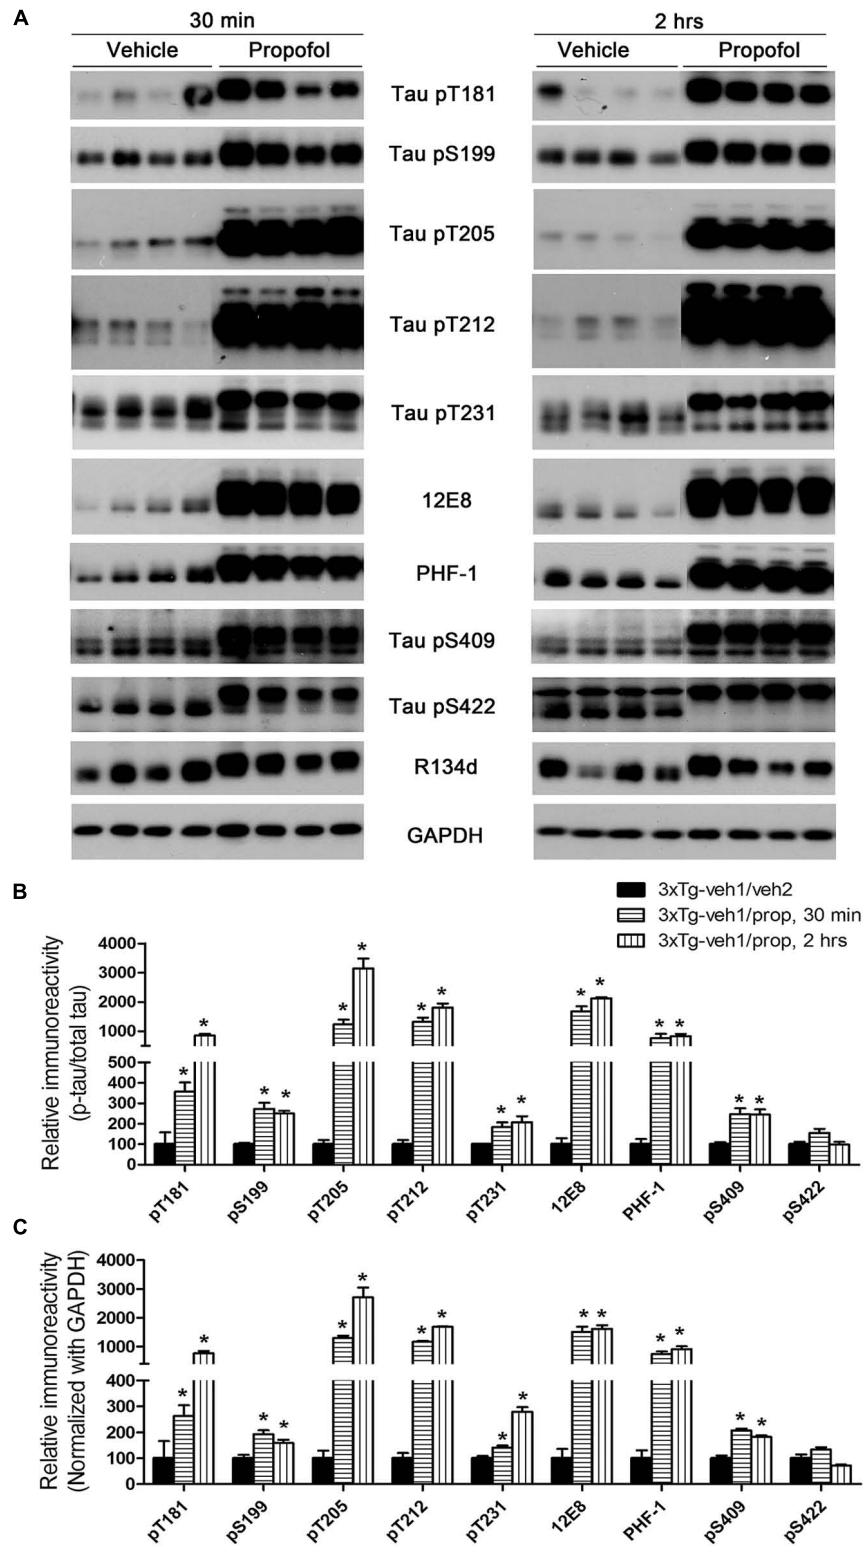 A
30 min
2 hrs
Vehicle Propofol
Vehicle Propofol
Tau pT181
Tau pS199
Tau pT205
Tau pT212
Tau pT231
12E8
PHF-1
Tau pS409
Tau pS422
R134d
GAPDH
B
3xTg-veh1/veh2
3xTg-veh1/prop, 30 min
3xTg-veh1/prop, 2 hrs
Relative immunoreactivity
(p-tau/total tau)
4000
3000
2000
1000
500
400
300
200
100
0
* * * * * * * * * * * * * * * *
pT181 pS199 pT205 pT212 pT231 12E8 PHF-1 pS409 pS422
C
Relative immunoreactivity
(Normalized with GAPDH)
4000
3000
2000
1000
400
300
200
100
0
* * * * * * * * * * * * * * * *
pT181 pS199 pT205 pT212 pT231 12E8 PHF-1 pS409 pS422